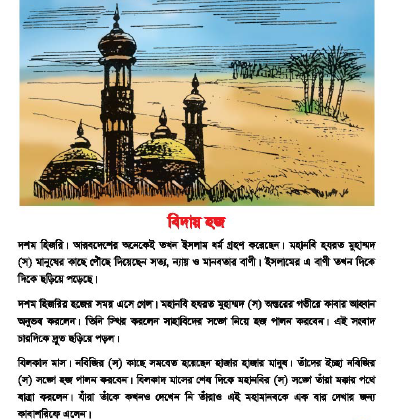 বিদায় হজ
দশম হিজরি। আরবদেশের অনেকেই তখন ইসলাম ধর্ম গ্রহণ করেছেন। মহানবি হযরত মুহাম্মদ
(স) মানুষের কাছে পৌঁছে দিয়েছেন সত্য, ন্যায় ও মানবতার বাণী। ইসলামের এ বাণী তখন দিকে
দিকে ছড়িয়ে পড়েছে।
দশম হিজরির হজের সময় এসে গেল। মহানবি হযরত মুহাম্মদ (স) অন্তরের গভীরে কাবার আহ্বান
অনুভব করলেন। তিনি স্থির করলেন সাহাবিদের সঙ্গে নিয়ে হজ পালন করবেন। এই সংবাদ
চারদিকে দ্রুত ছড়িয়ে পড়ল।
যিলকাদ মাস। নবিজির (স) কাছে সমবেত হয়েছেন হাজার হাজার মানুষ। তাঁদের ইচ্ছা নবিজির
(স) সঙ্গে হজ পালন করবেন। যিলকাদ মাসের শেষ দিকে মহানবির (স) সঙ্গে তাঁরা মক্কার পথে
যাত্রা করলেন। যাঁরা তাঁকে কখনও দেখেন নি তাঁরাও এই মহামানবকে এক বার দেখার জন্য
কাবাশরিফে এলেন।